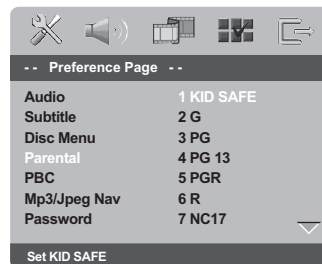 -- Preference Page --
Audio 1 KID SAFE
Subtitle 2 G
Disc Menu 3 PG
Parental 4 PG 13
PBC 5 PGR
Mp3/Jpeg Nav 6 R
Password 7 NC17
Set KID SAFE